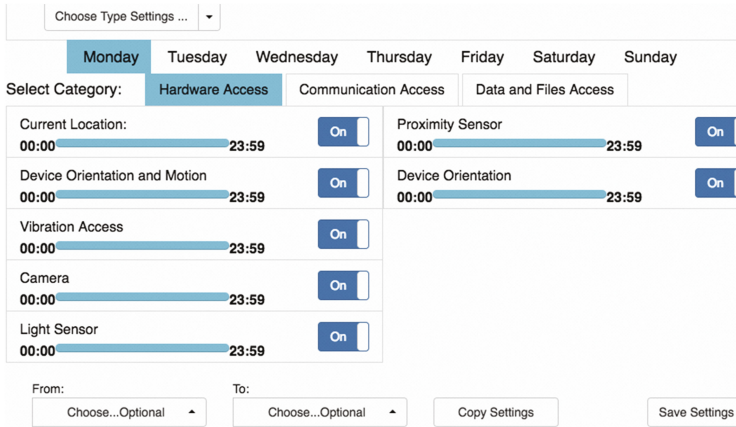 Choose Type Settings ...
Monday Tuesday Wednesday Thursday Friday Saturday Sunday
Select Category: Hardware Access Communication Access Data and Files Access
Current Location: On
00:00 23:59
Proximity Sensor On
00:00 23:59
Device Orientation and Motion On
00:00 23:59
Device Orientation On
00:00 23:59
Vibration Access On
00:00 23:59
Camera On
00:00 23:59
Light Sensor On
00:00 23:59
From: To:
Choose...Optional Choose...Optional Copy Settings Save Settings